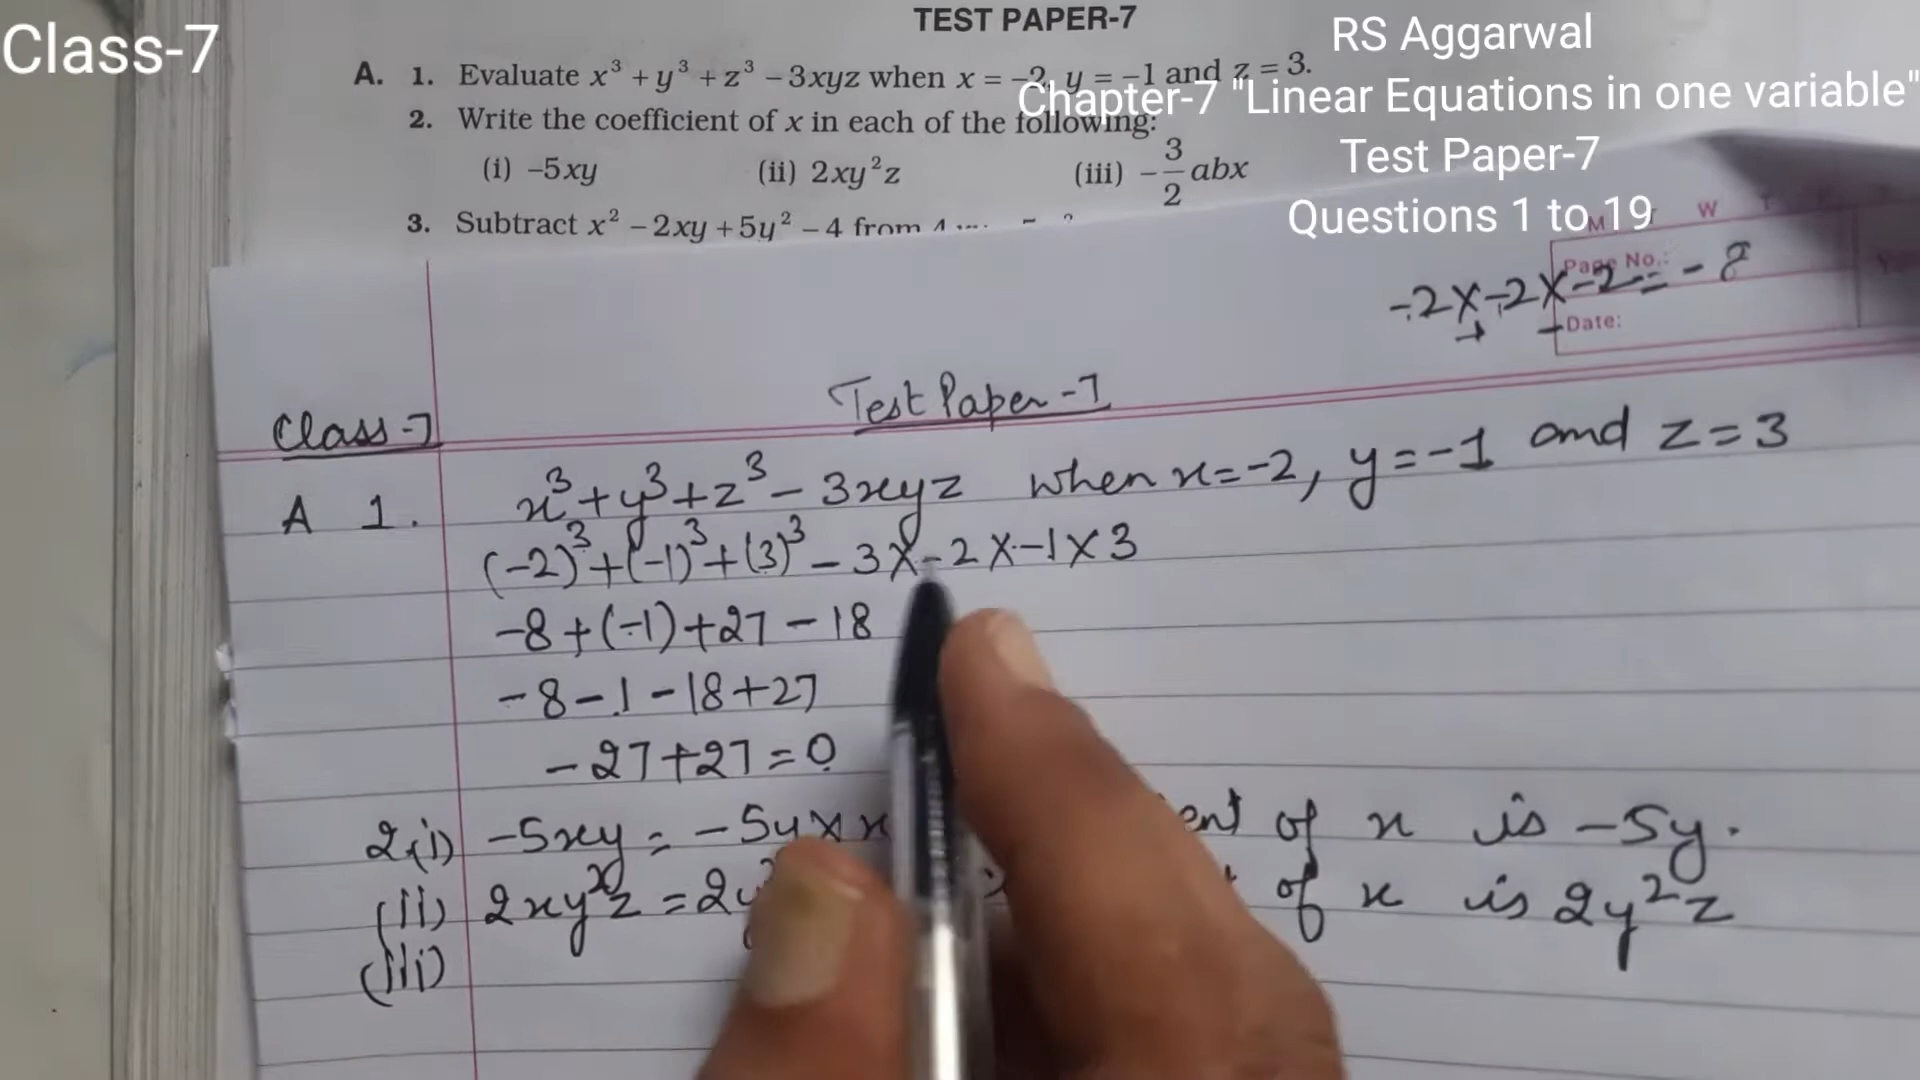 Class-7
TEST PAPER-7
RS Aggarwal
Chapter-7 "Linear Equations in one variable"
Test Paper-7
Questions 1 to 19
A. 1. Evaluate x³ + y³ + z³ − 3xyz when x = −2, y = −1 and z = 3.
2. Write the coefficient of x in each of the following:
(i) −5xy (ii) 2xy²z (iii) −3/2 abx
3. Subtract x² − 2xy + 5y² − 4 from
M W
Page No.:
Date:
-2x-2x-2=-8
Class-7
Test Paper-7
A 1. x³+y³+z³-3xyz when x=-2, y=-1 and z=3
(-2)³+(-1)³+(3)³-3x-2x-1x3
-8+(-1)+27-18
-8-1-18+27
-27+27=0
2.(i) -5xy = -5y×x of x is -5y.
(ii) 2xy²z = of x is 2y²z
(iii)